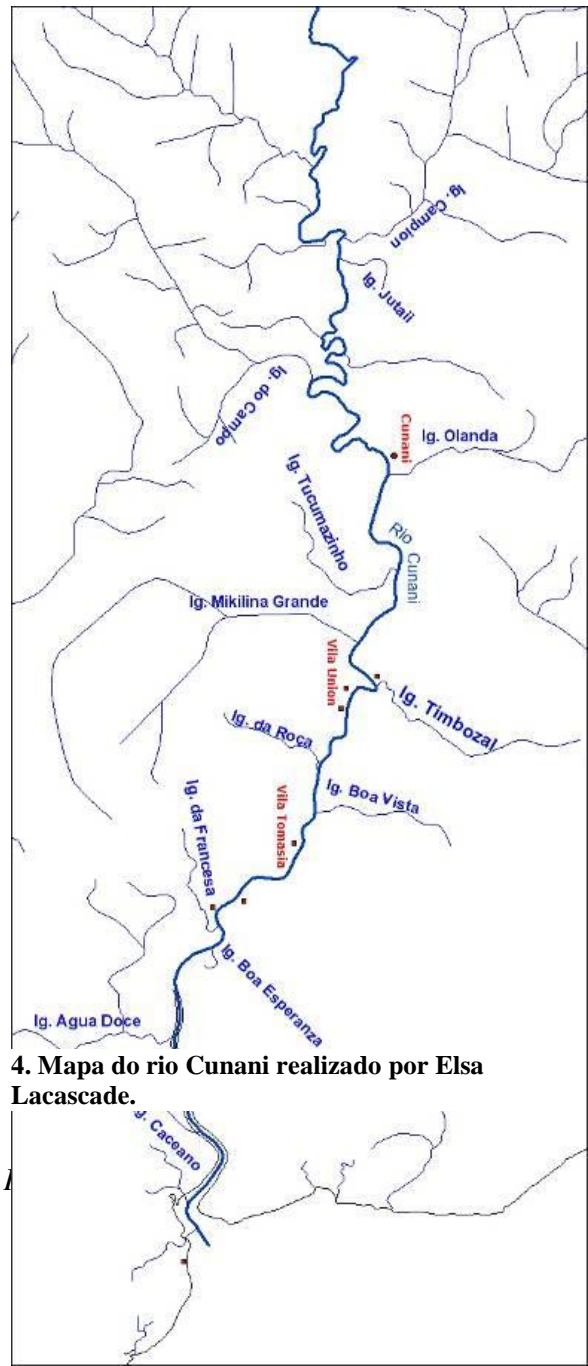 Ig. Campion
Ig. Jutaii
Ig. do Campo
Cunani
Ig. Olanda
Ig. Tucumazinho
Rio
Cunani
Ig. Mikilina Grande
Vila Union
Ig. Timbozal
Ig. da Roça
Ig. Boa Vista
Vila Tomasia
Ig. da Francesa
Ig. Boa Esperanza
Ig. Agua Doce
4. Mapa do rio Cunani realizado por Elsa
Lacascade.
Ig. Caceano